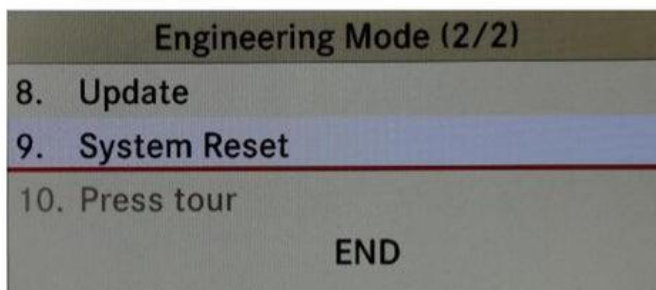 Engineering Mode (2/2)
8. Update
9. System Reset
10. Press tour
END